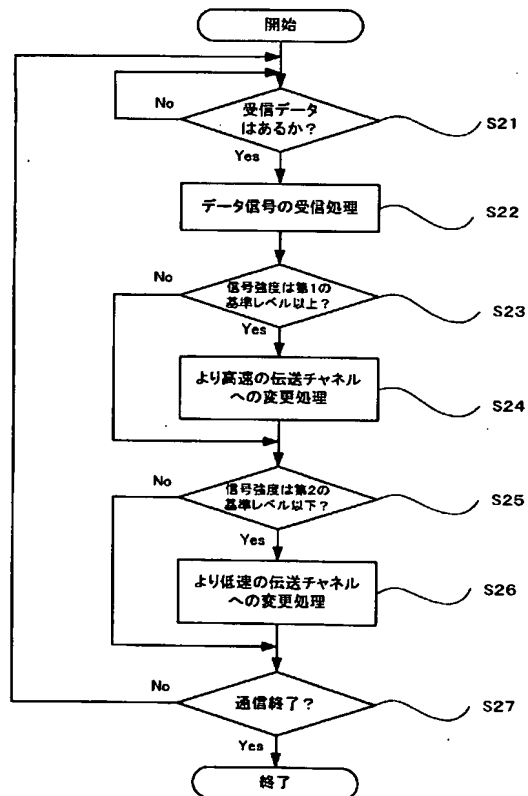 開始
No
受信データ
はあるか?
S21
Yes
データ信号の受信処理
S22
No
信号強度は第1の
基準レベル以上?
S23
Yes
より高速の伝送チャネル
への変更処理
S24
No
信号強度は第2の
基準レベル以下?
S25
Yes
より低速の伝送チャネル
への変更処理
S26
No
通信終了?
S27
Yes
終了